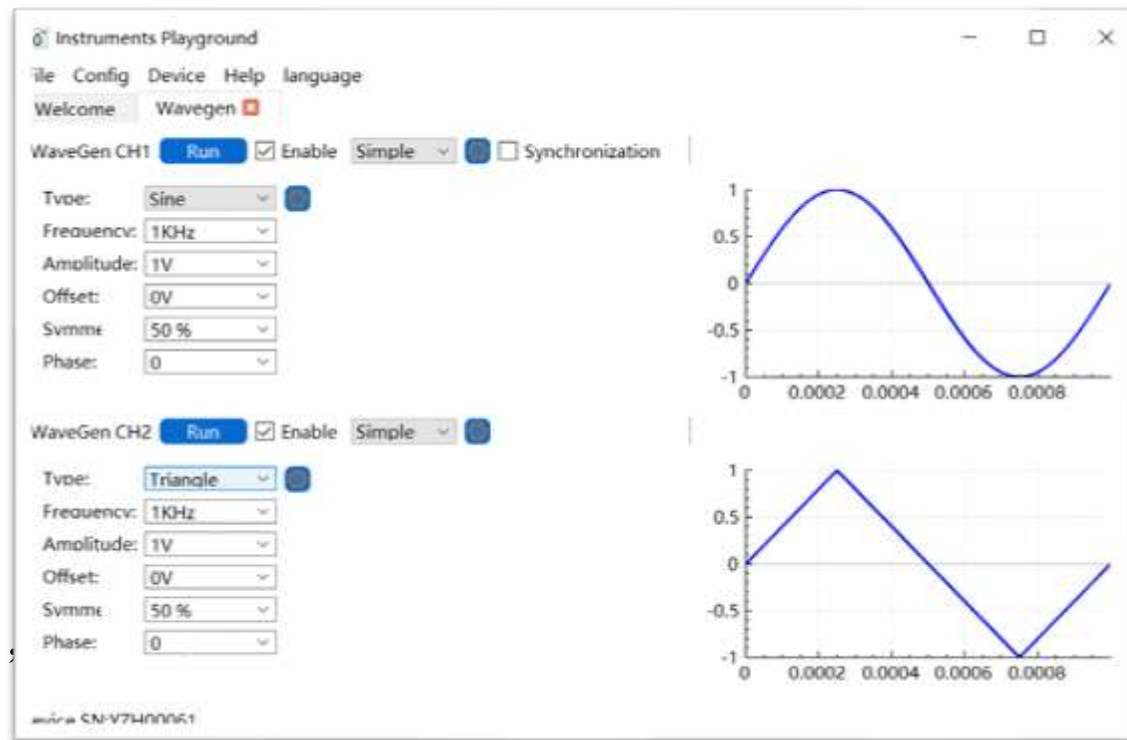 Instruments Playground
ile Config Device Help language
Welcome Wavegen
WaveGen CH1 Run Enable Simple Synchronization
Type: Sine
Frequency: 1KHz
Amplitude: 1V
Offset: 0V
Symme 50 %
Phase: 0
1
0.5
0
-0.5
-1
0 0.0002 0.0004 0.0006 0.0008
WaveGen CH2 Run Enable Simple
Type: Triangle
Frequency: 1KHz
Amplitude: 1V
Offset: 0V
Symme 50 %
Phase: 0
1
0.5
0
-0.5
-1
0 0.0002 0.0004 0.0006 0.0008
evice SN:YZH00061